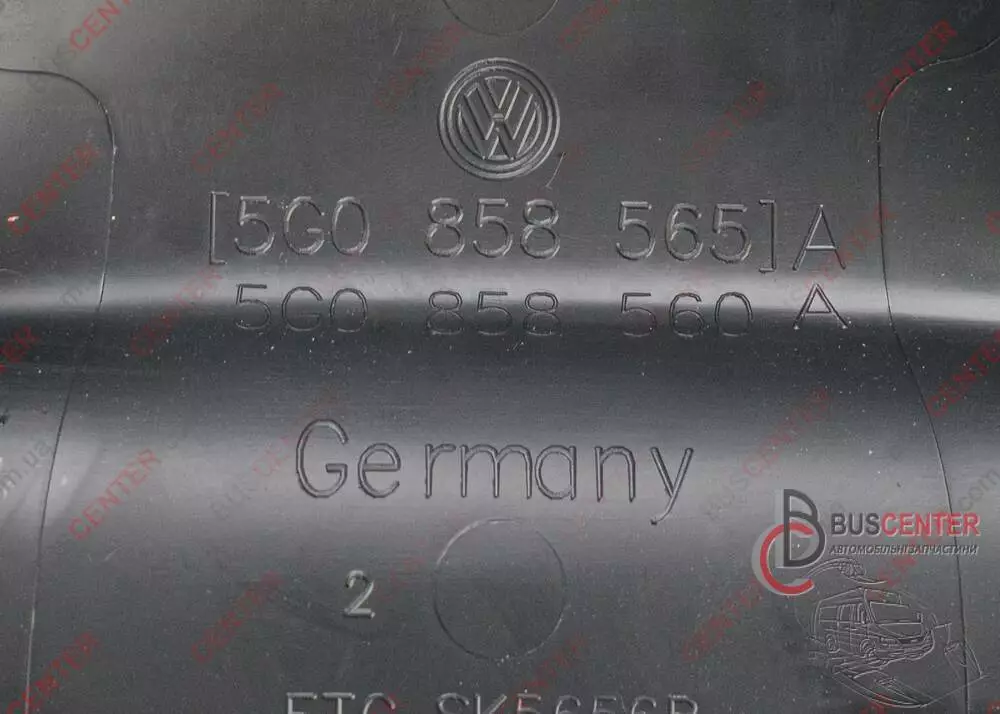 [5G0 858 565]A
5G0 858 560 A
Germany
BUSCENTER
АВТОМОБІЛЬНІ ЗАПЧАСТИНИ
2